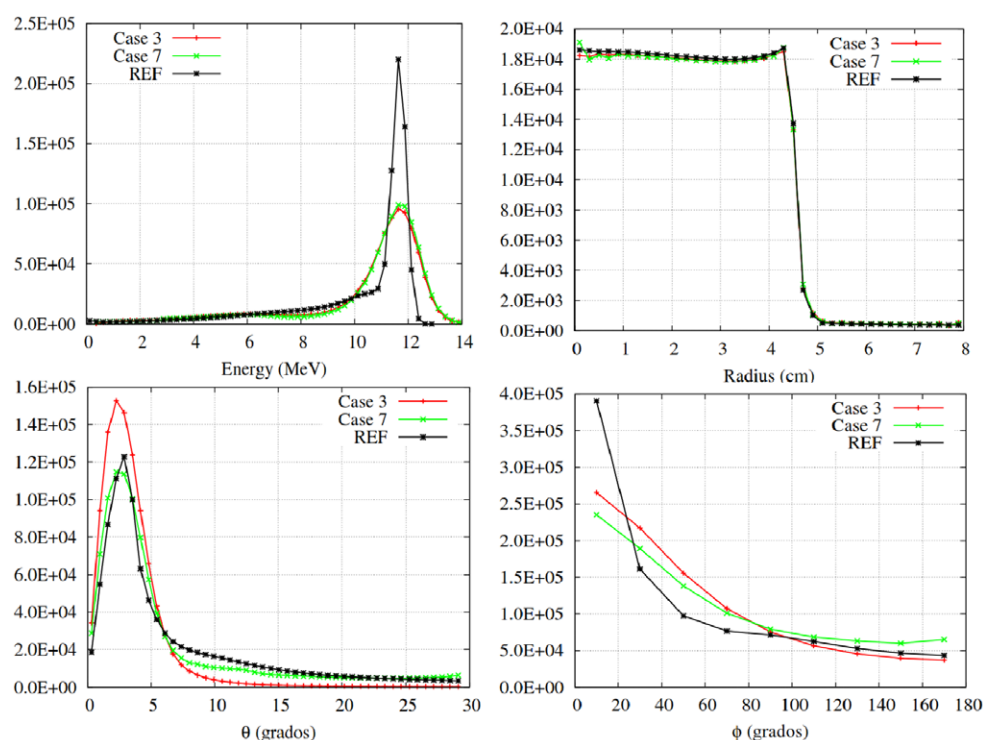 2.5E+05
2.0E+05
1.5E+05
1.0E+05
5.0E+04
0.0E+00
0 2 4 6 8 10 12 14
Energy (MeV)
Case 3
Case 7
REF
2.0E+04
1.8E+04
1.6E+04
1.4E+04
1.2E+04
1.0E+04
8.0E+03
6.0E+03
4.0E+03
2.0E+03
0.0E+00
0 1 2 3 4 5 6 7 8
Radius (cm)
Case 3
Case 7
REF
1.6E+05
1.4E+05
1.2E+05
1.0E+05
8.0E+04
6.0E+04
4.0E+04
2.0E+04
0.0E+00
0 5 10 15 20 25 30
θ (grados)
Case 3
Case 7
REF
4.0E+05
3.5E+05
3.0E+05
2.5E+05
2.0E+05
1.5E+05
1.0E+05
5.0E+04
0.0E+00
0 20 40 60 80 100 120 140 160 180
ϕ (grados)
Case 3
Case 7
REF